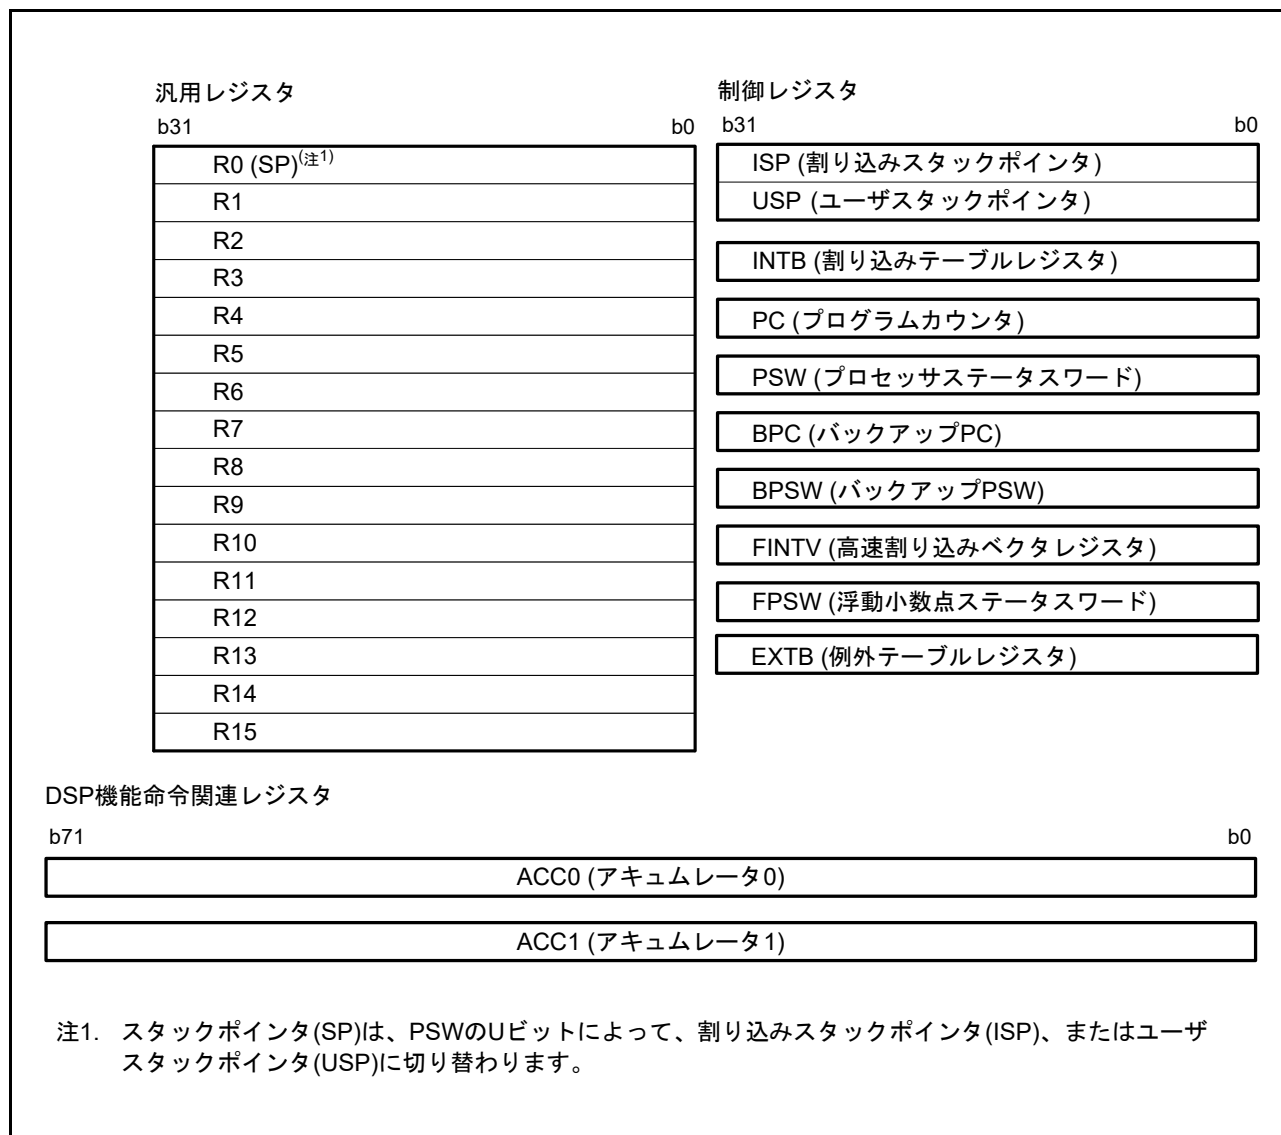 汎用レジスタ
b31 b0
R0 (SP)(注1)
R1
R2
R3
R4
R5
R6
R7
R8
R9
R10
R11
R12
R13
R14
R15
制御レジスタ
b31 b0
ISP (割り込みスタックポインタ)
USP (ユーザスタックポインタ)
INTB (割り込みテーブルレジスタ)
PC (プログラムカウンタ)
PSW (プロセッサステータスワード)
BPC (バックアップPC)
BPSW (バックアップPSW)
FINTV (高速割り込みベクタレジスタ)
FPSW (浮動小数点ステータスワード)
EXTB (例外テーブルレジスタ)
DSP機能命令関連レジスタ
b71 b0
ACC0 (アキュムレータ0)
ACC1 (アキュムレータ1)
注1. スタックポインタ(SP)は、PSWのUビットによって、割り込みスタックポインタ(ISP)、またはユーザ
スタックポインタ(USP)に切り替わります。